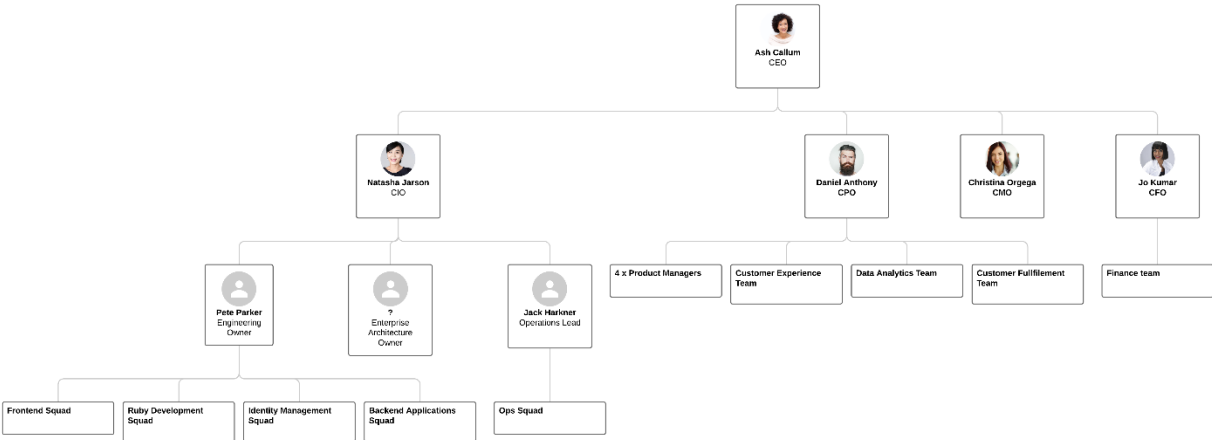 Ash Callum
CEO
Natasha Jarson
CIO
Daniel Anthony
CPO
Christina Orgega
CMO
Jo Kumar
CFO
Pete Parker
Engineering
Owner
?
Enterprise
Architecture
Owner
Jack Harkner
Operations Lead
4 x Product Managers
Customer Experience
Team
Data Analytics Team
Customer Fullfilement
Team
Finance team
Frontend Squad
Ruby Development
Squad
Identity Management
Squad
Backend Applications
Squad
Ops Squad